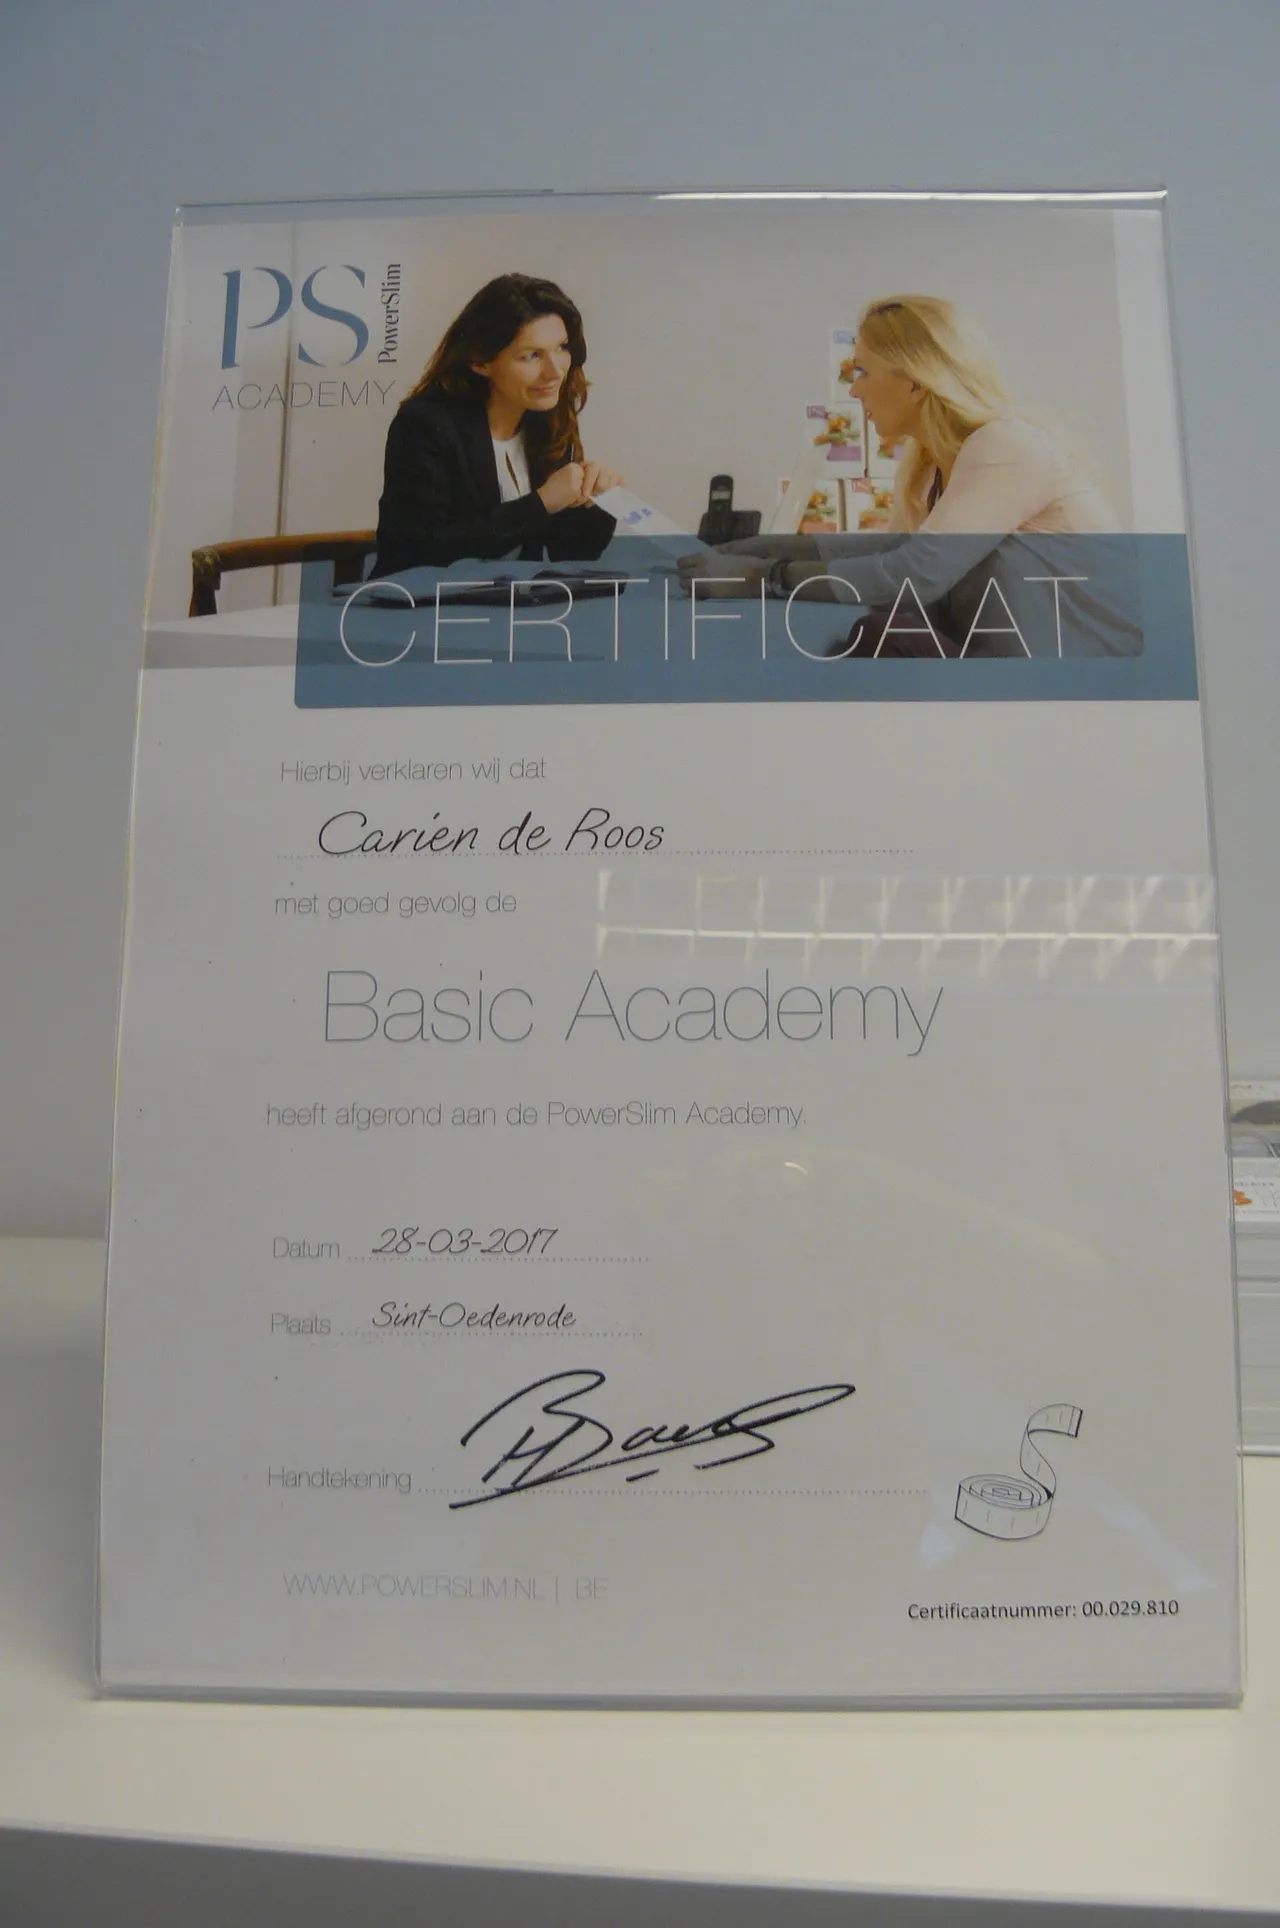 PS
PowerSlim
ACADEMY
CERTIFICAAT
Hierbij verklaren wij dat
Carien de Roos
met goed gevolg de
Basic Academy
heeft afgerond aan de PowerSlim Academy.
Datum 28-03-2017
Plaats Sint-Oedenrode
Handtekening
WWW.POWERSLIM.NL | BE
Certificaatnummer: 00.029.810